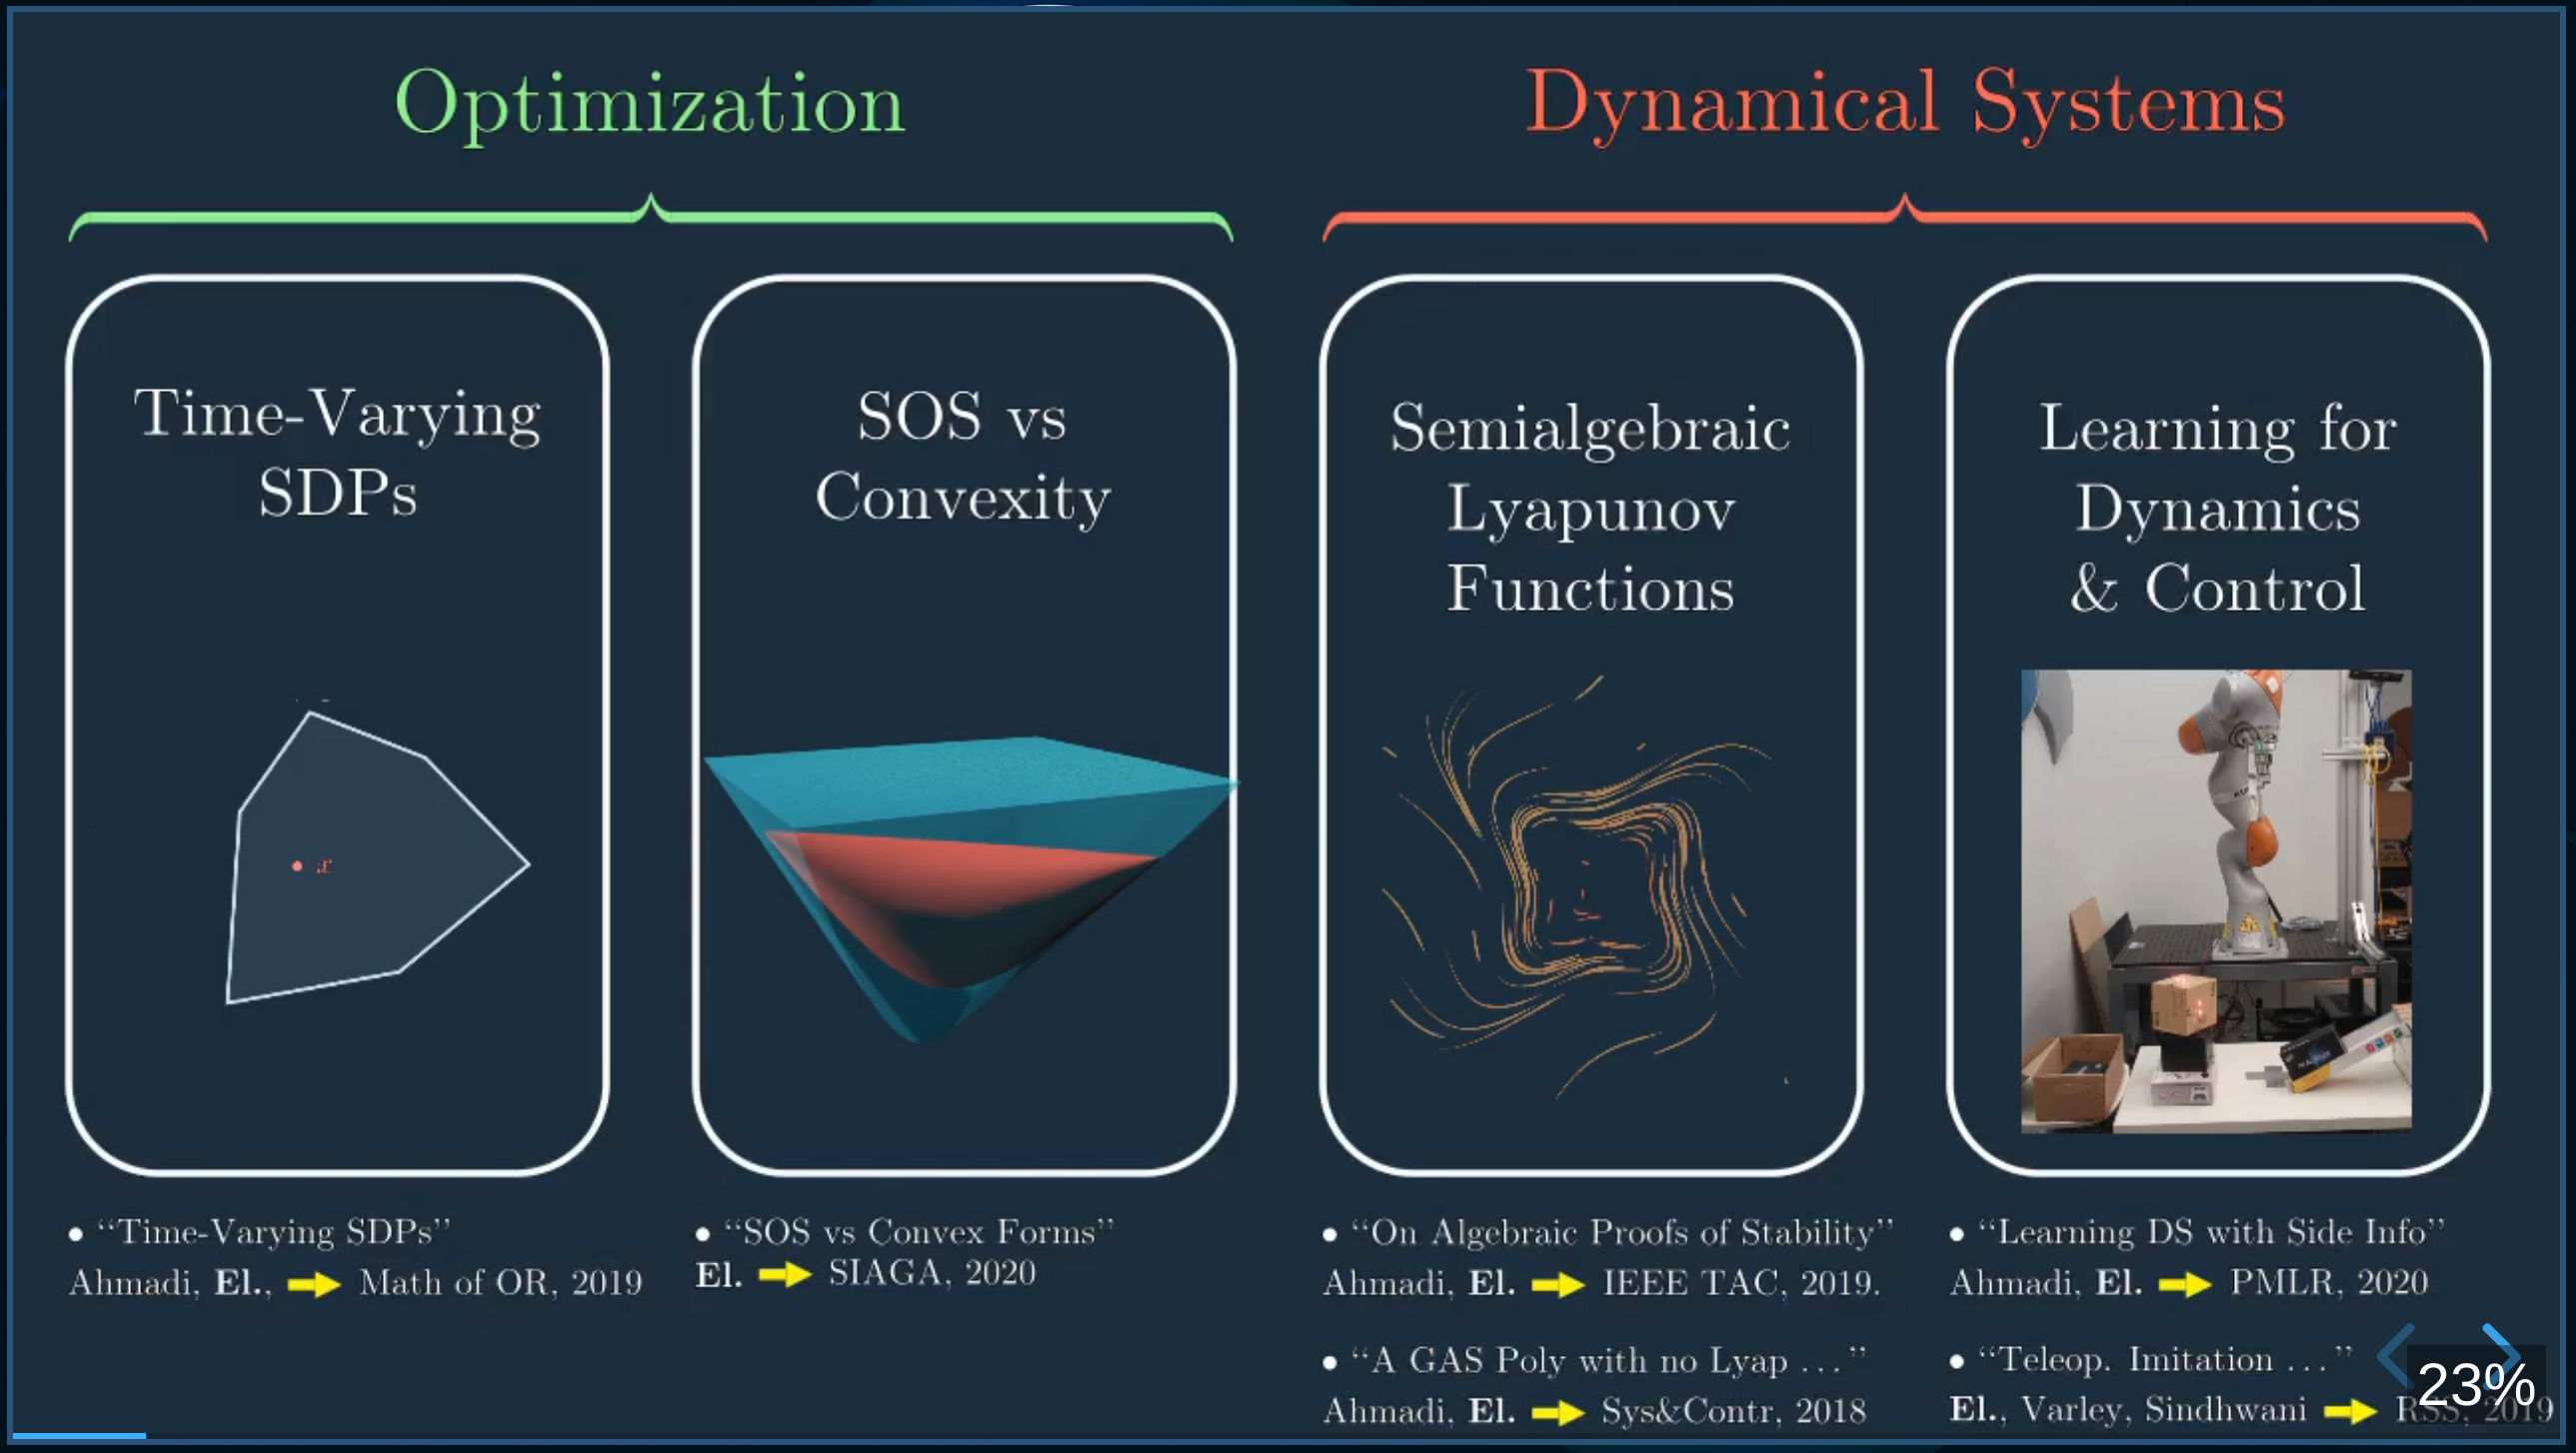 Optimization
Dynamical Systems
Time-Varying
SDPs
x
SOS vs
Convexity
Semialgebraic
Lyapunov
Functions
Learning for
Dynamics
& Control
• “Time-Varying SDPs”
Ahmadi, El., Math of OR, 2019
• “SOS vs Convex Forms”
El. SIAGA, 2020
• “On Algebraic Proofs of Stability”
Ahmadi, El. IEEE TAC, 2019.
• “A GAS Poly with no Lyap ...”
Ahmadi, El. Sys&Contr, 2018
• “Learning DS with Side Info”
Ahmadi, El. PMLR, 2020
• “Teleop. Imitation ...”
El., Varley, Sindhwani RSS, 2019
23%